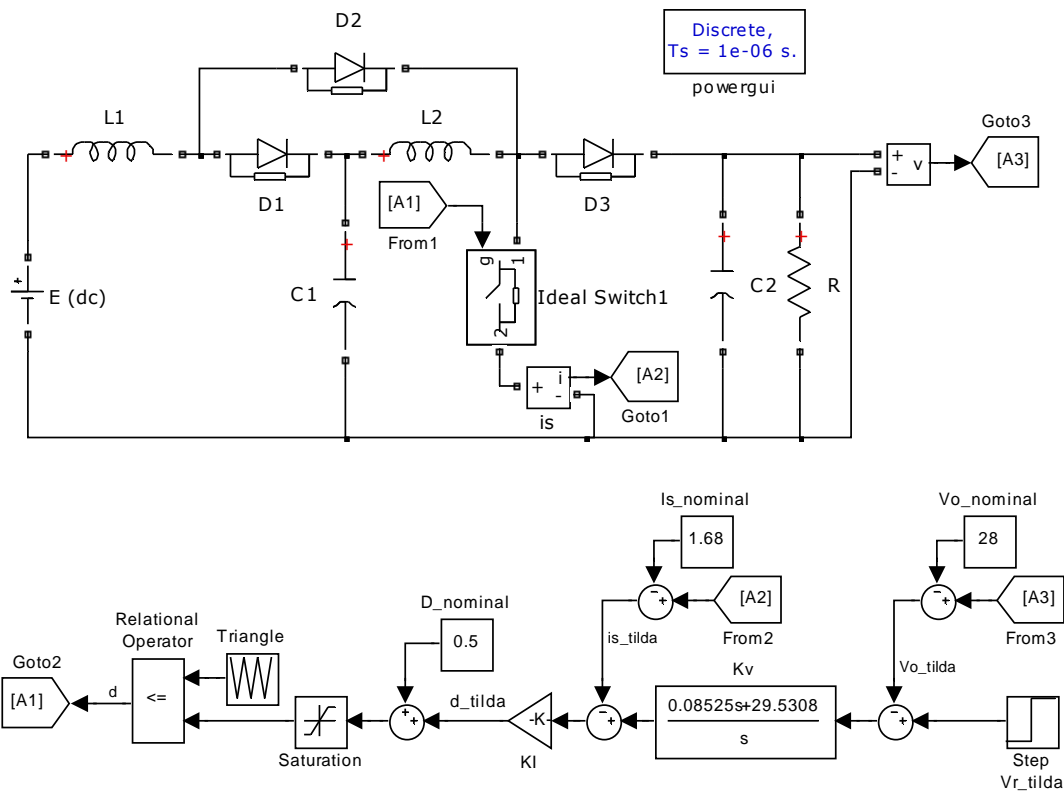 D2
Discrete,
Ts = 1e-06 s.
powergui
L1
L2
Goto3
[A3]
+
-
v
D1
[A1]
From1
D3
E (dc)
C1
g
1
2
Ideal Switch1
C2
R
+
i
-
is
[A2]
Goto1
Is_nominal
1.68
Vo_nominal
28
[A2]
From2
[A3]
From3
is_tilda
Vo_tilda
D_nominal
0.5
Relational
Operator
Triangle
Goto2
[A1]
d
<=
Saturation
d_tilda
-K-
KI
Kv
0.08525s+29.5308
s
Step
Vr_tilda